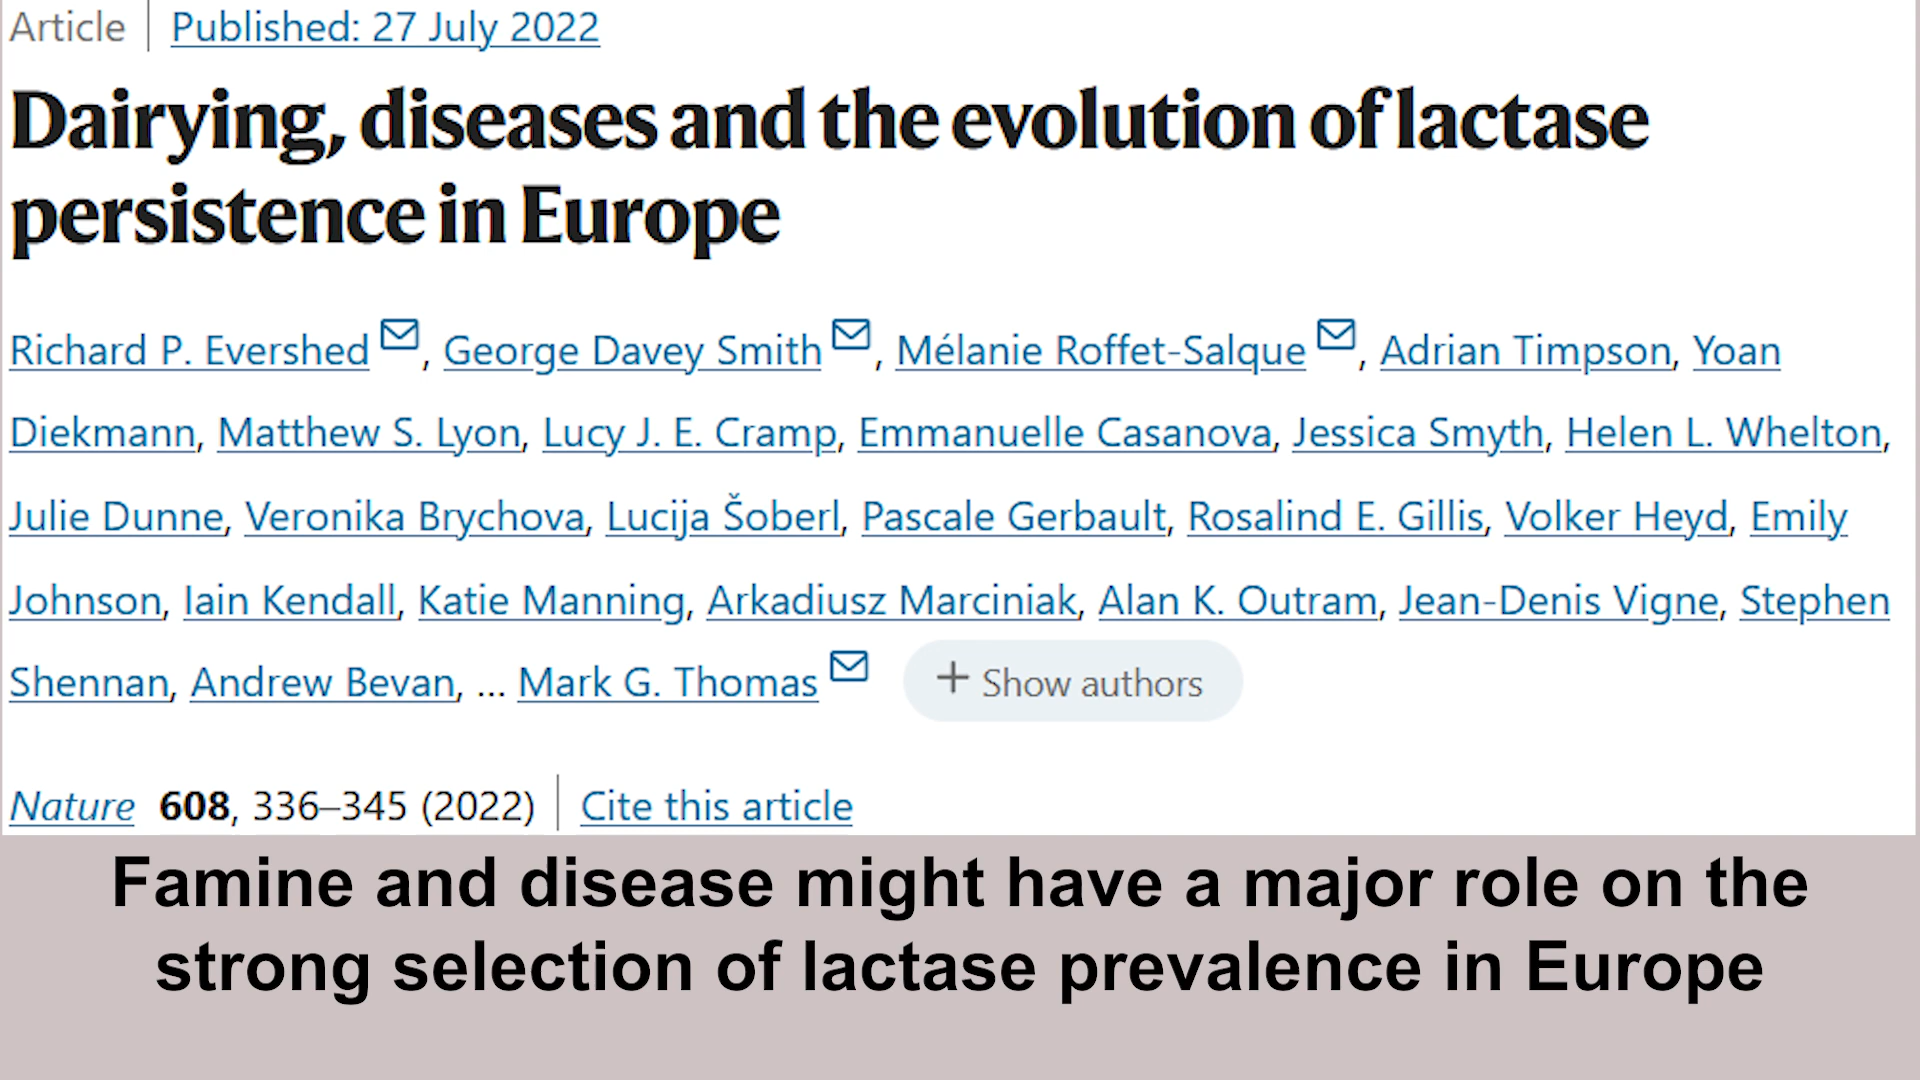 Article | Published: 27 July 2022
Dairying, diseases and the evolution of lactase
persistence in Europe
Richard P. Evershed, George Davey Smith, Mélanie Roffet-Salque, Adrian Timpson, Yoan
Diekmann, Matthew S. Lyon, Lucy J. E. Cramp, Emmanuelle Casanova, Jessica Smyth, Helen L. Whelton,
Julie Dunne, Veronika Brychova, Lucija Šoberl, Pascale Gerbault, Rosalind E. Gillis, Volker Heyd, Emily
Johnson, Iain Kendall, Katie Manning, Arkadiusz Marciniak, Alan K. Outram, Jean-Denis Vigne, Stephen
Shennan, Andrew Bevan, ... Mark G. Thomas + Show authors
Nature 608, 336–345 (2022) | Cite this article
Famine and disease might have a major role on the
strong selection of lactase prevalence in Europe